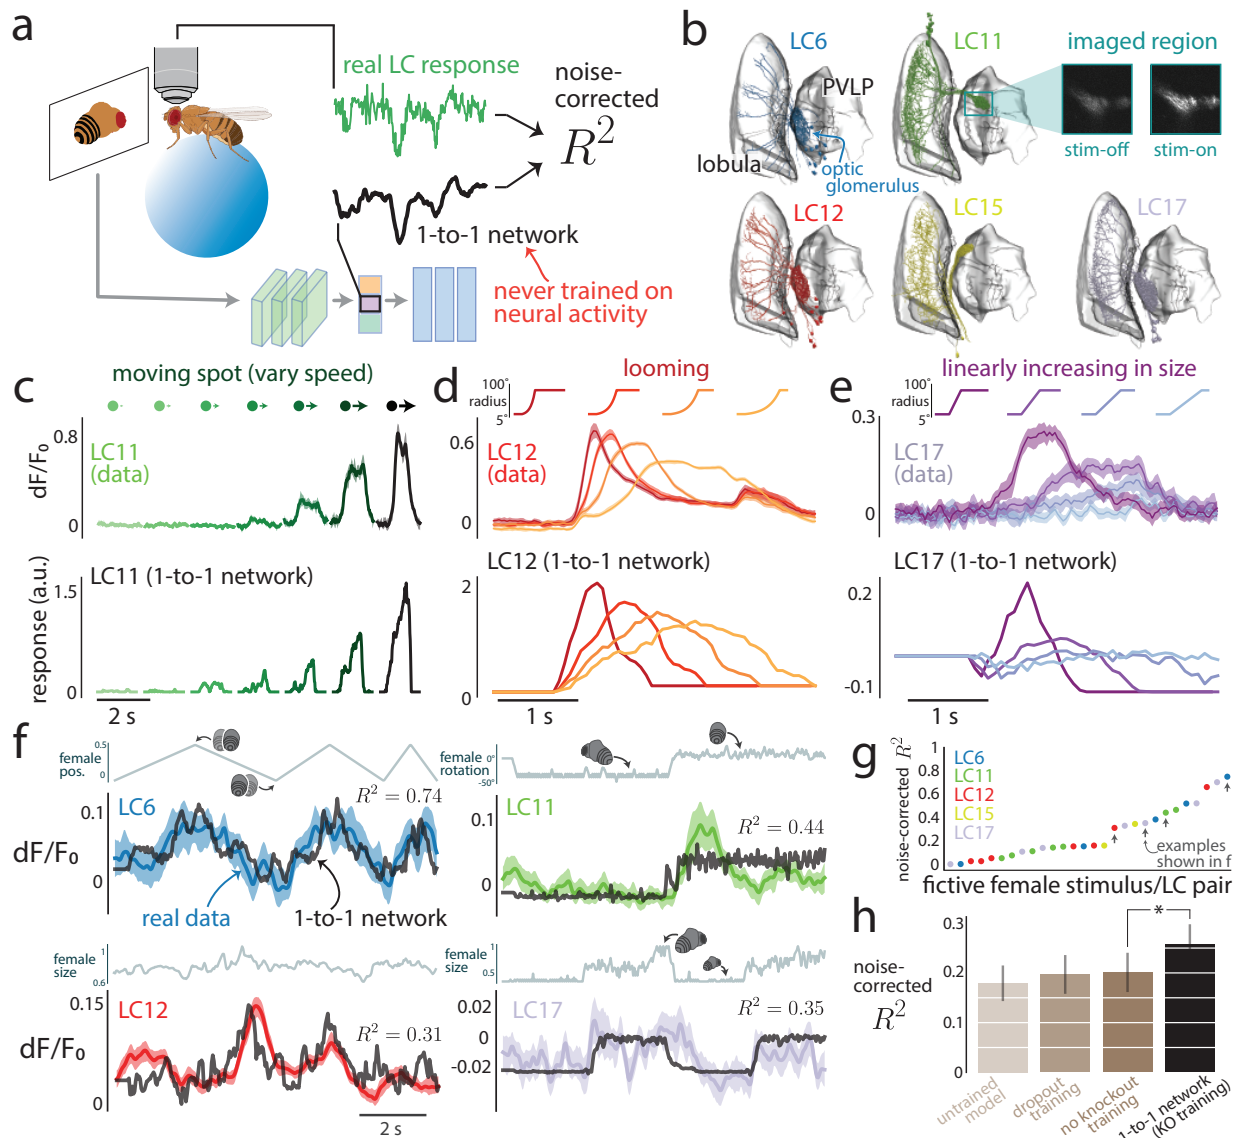 a
real LC response
noise-
corrected
R²
1-to-1 network
never trained on
neural activity
b
LC6
PVLP
lobula
optic
glomerulus
LC11
imaged region
stim-off
stim-on
LC12
LC15
LC17
c
moving spot (vary speed)
0.8
LC11
(data)
dF/F₀
0
LC11 (1-to-1 network)
response (a.u.)
1.5
0
2 s
d
looming
100°
radius
5°
0.6
LC12
(data)
0
LC12 (1-to-1 network)
2
0
1 s
e
linearly increasing in size
100°
radius
5°
0.3
LC17
(data)
0
LC17 (1-to-1 network)
0.2
-0.1
1 s
f
female
pos.
0.5
0
0.1
LC6
R² = 0.74
dF/F₀
0
real data
1-to-1 network
female
rotation
0°
-50°
0.1
LC11
R² = 0.44
0
female
size
1
0.6
0.15
LC12
R² = 0.31
dF/F₀
0
2 s
female
size
1
0.5
0.02
LC17
R² = 0.35
0
-0.02
g
noise-corrected R²
1
0.8
0.6
0.4
0.2
0
LC6
LC11
LC12
LC15
LC17
examples
shown in f
fictive female stimulus/LC pair
h
noise-
corrected
R²
0.3
0.2
0.1
0
*
untrained
model
dropout
training
no knockout
training
1-to-1 network
(KO training)